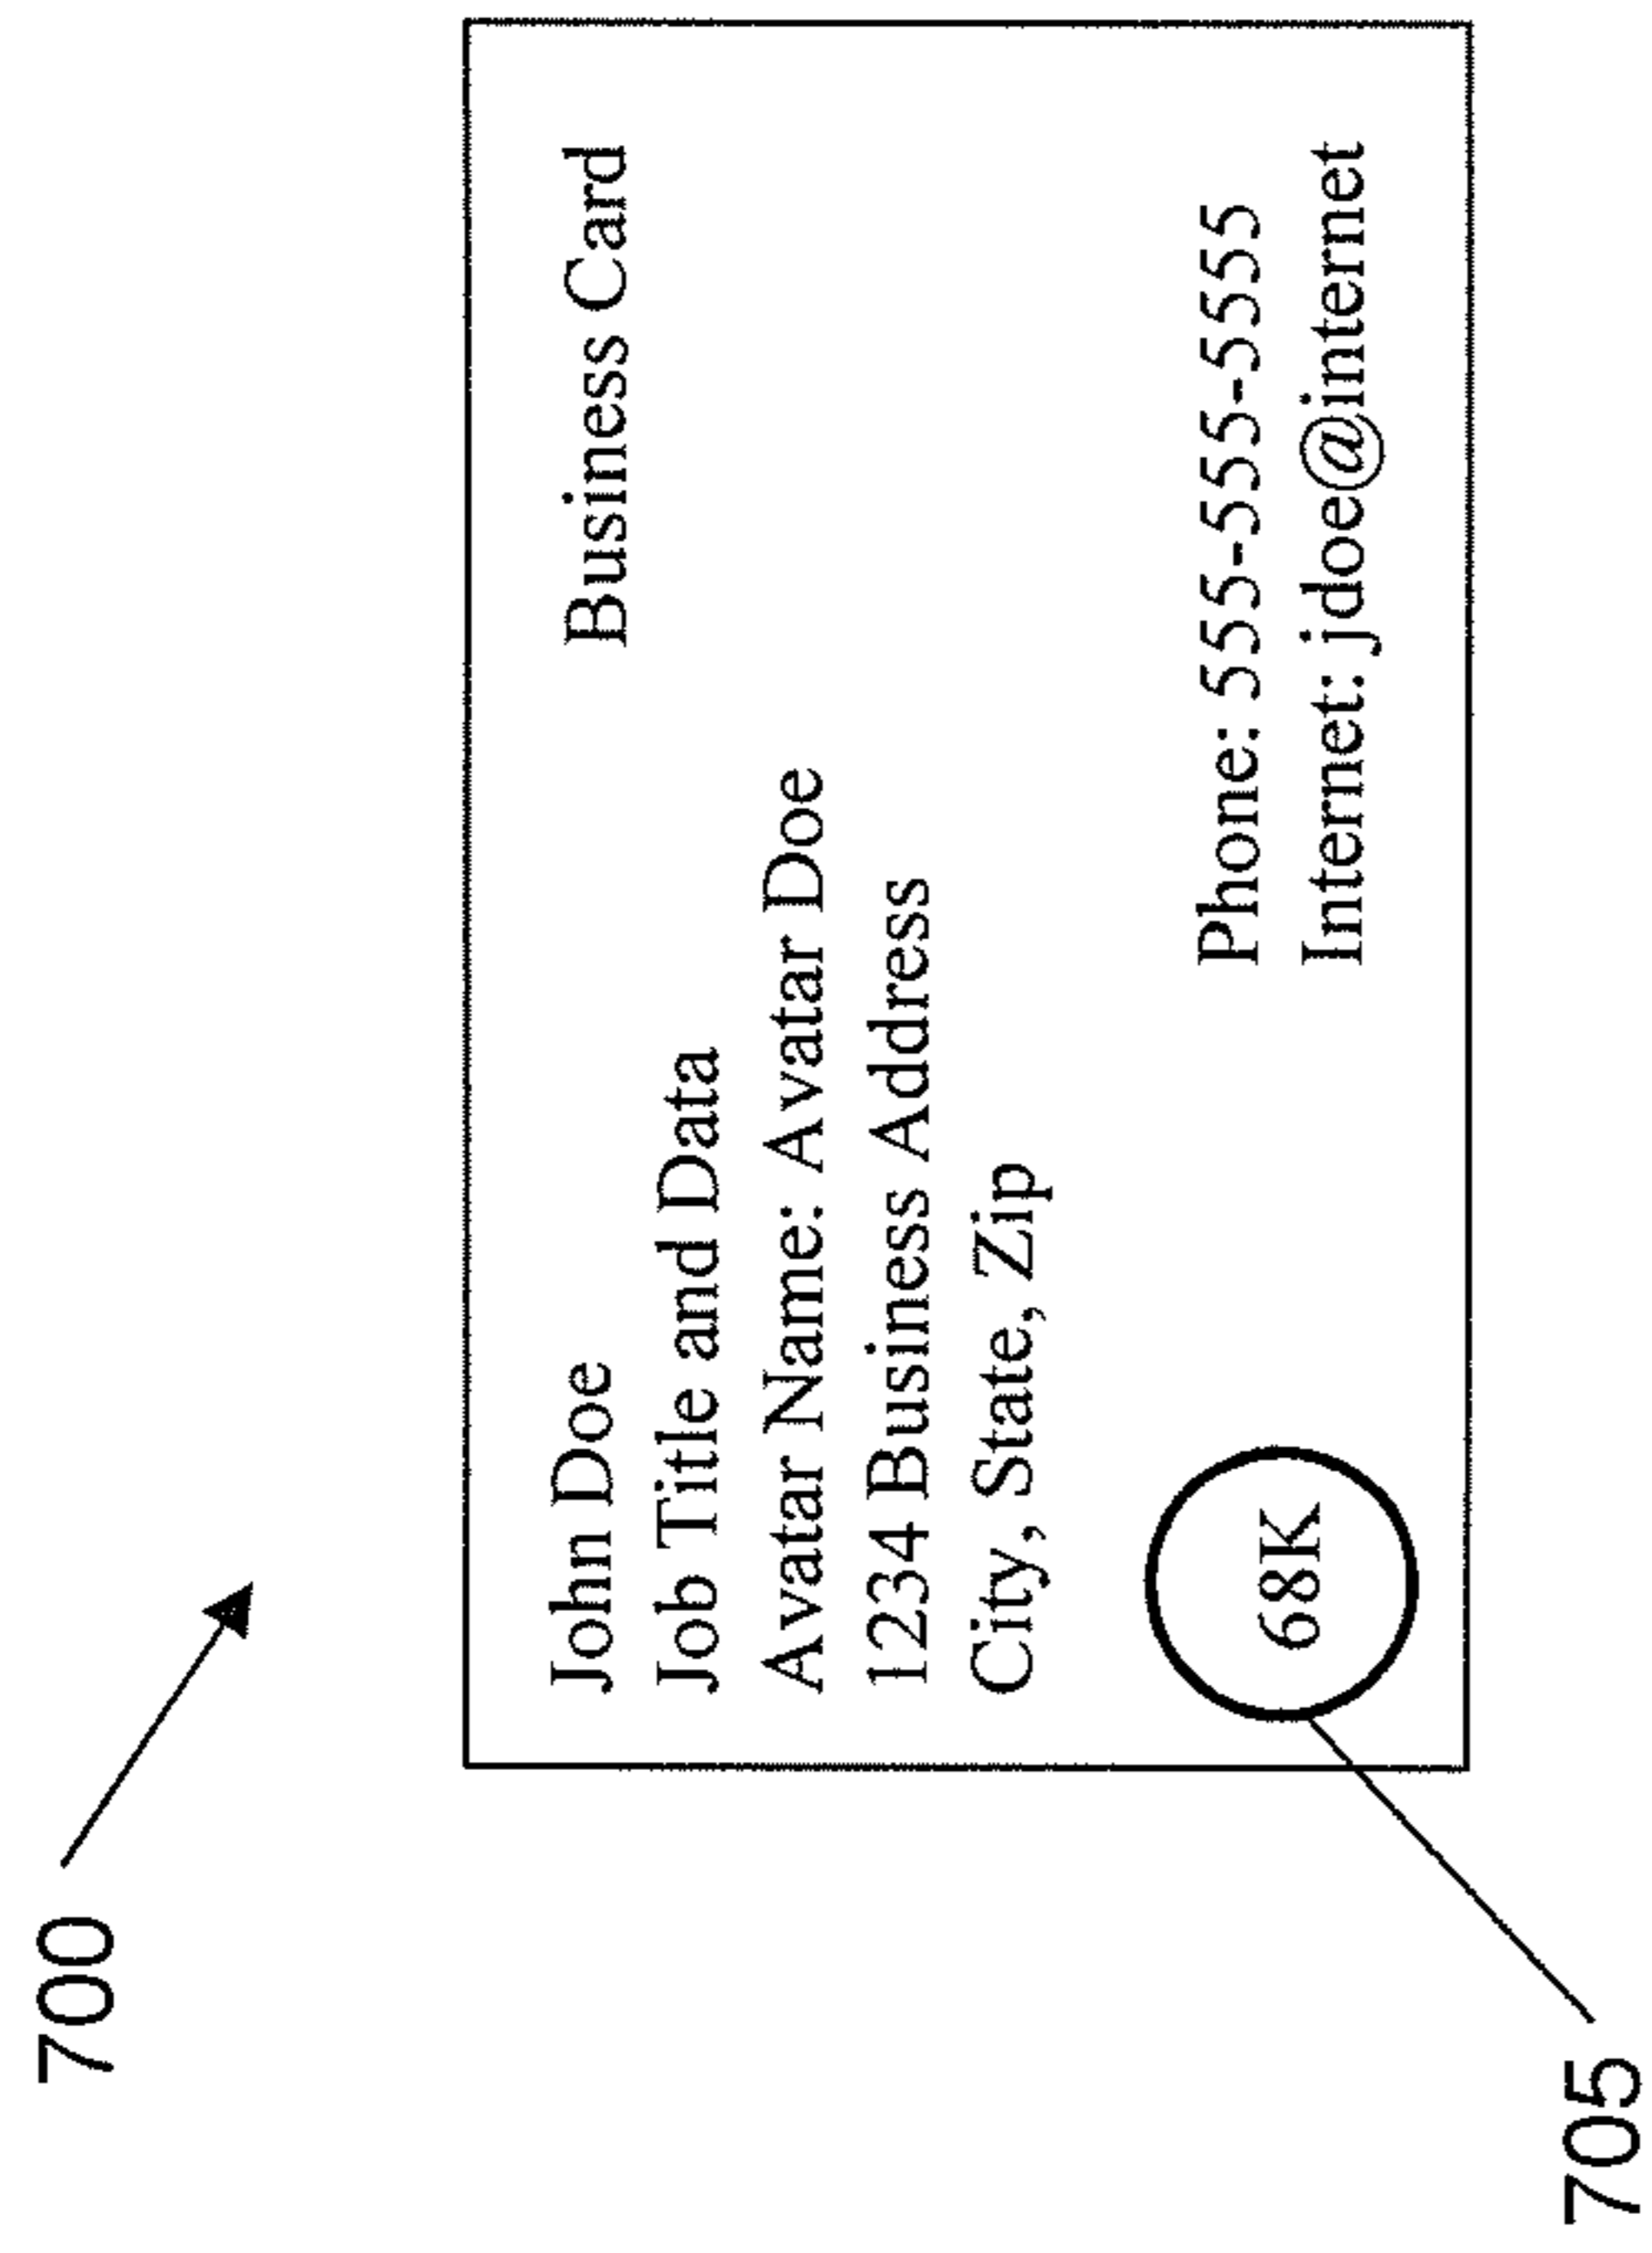 700
John Doe
Business Card
Job Title and Data
Avatar Name: Avatar Doe
1234 Business Address
City, State, Zip
68K
Phone: 555-555-5555
Internet: jdoe@internet
705